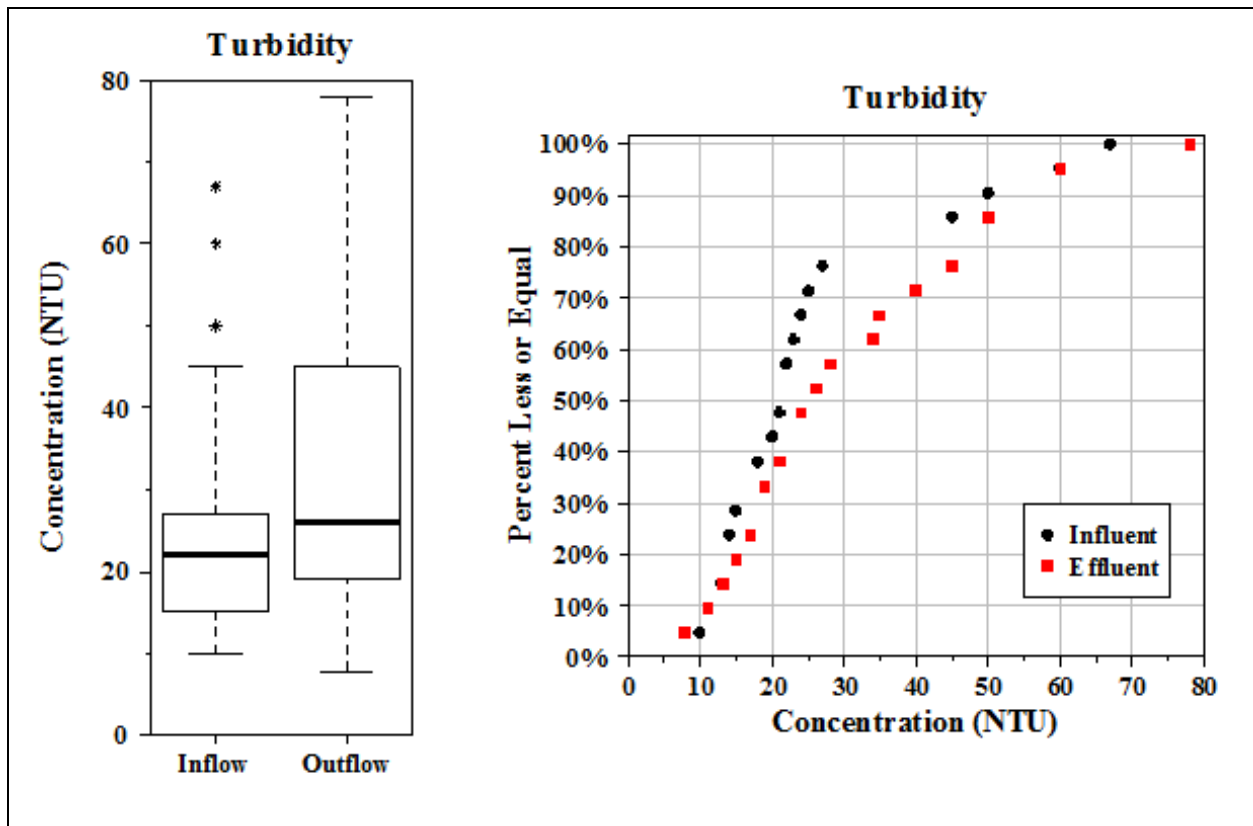 Turbidity
80
60
40
20
0
Concentration (NTU)
Inflow Outflow
Turbidity
100%
90%
80%
70%
60%
50%
40%
30%
20%
10%
0%
Percent Less or Equal
Influent
Effluent
0 10 20 30 40 50 60 70 80
Concentration (NTU)